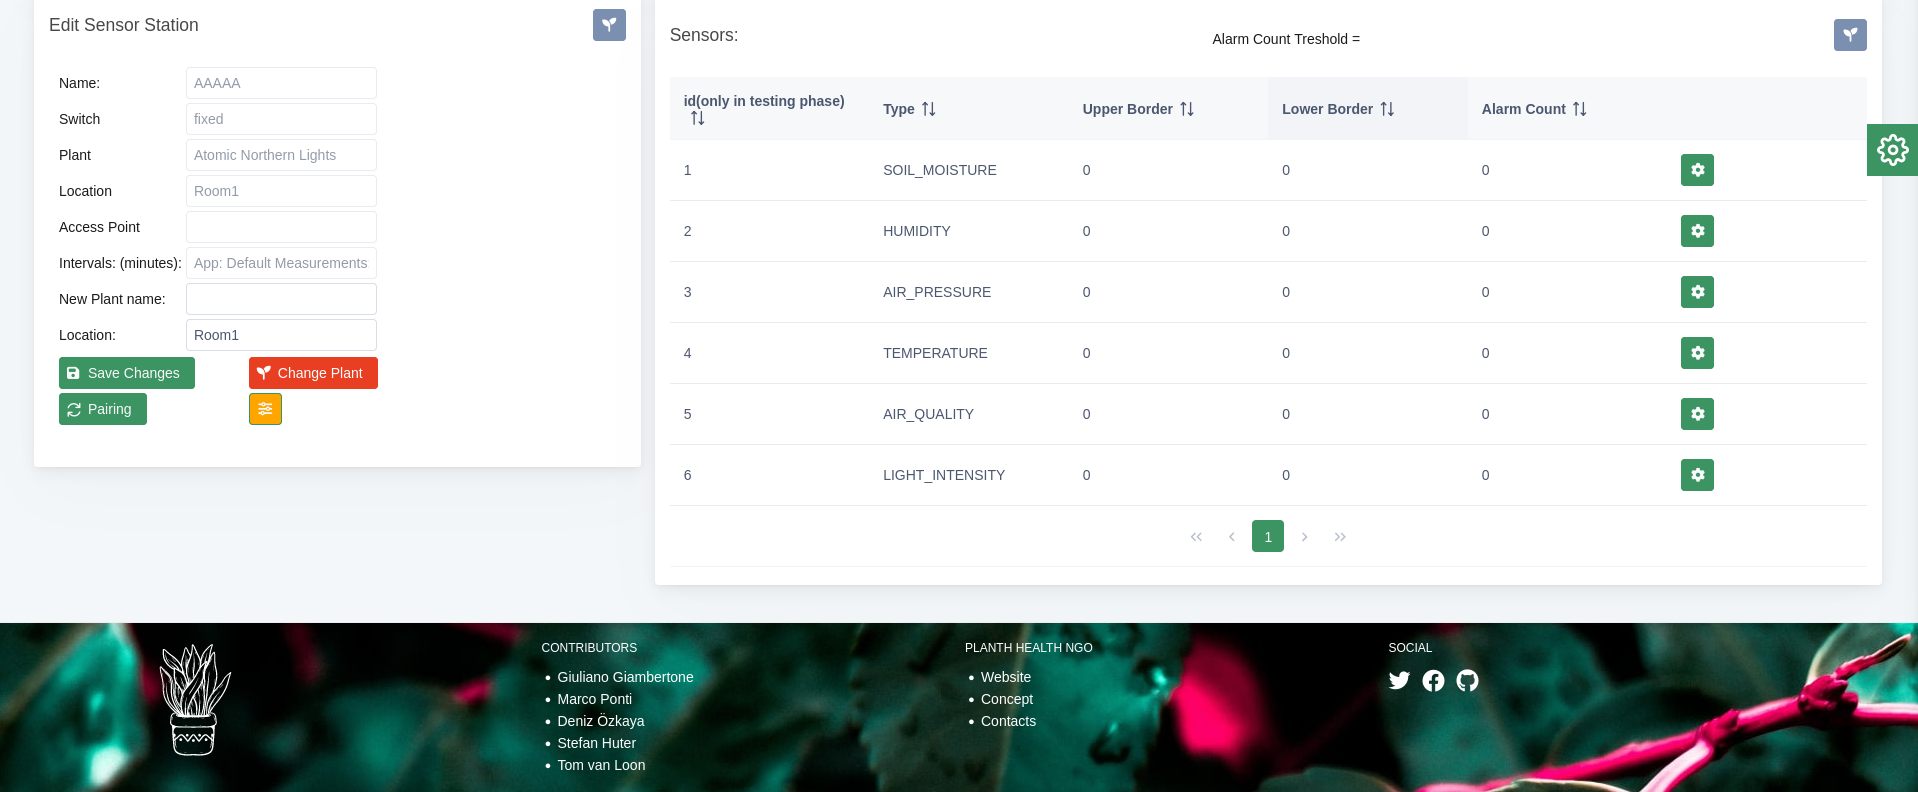 Edit Sensor Station
Name: AAAAA
Switch fixed
Plant Atomic Northern Lights
Location Room1
Access Point
Intervals: (minutes): App: Default Measurements
New Plant name:
Location: Room1
Save Changes Change Plant
Pairing
Sensors: Alarm Count Treshold =
id(only in testing phase) Type Upper Border Lower Border Alarm Count
1 SOIL_MOISTURE 0 0 0
2 HUMIDITY 0 0 0
3 AIR_PRESSURE 0 0 0
4 TEMPERATURE 0 0 0
5 AIR_QUALITY 0 0 0
6 LIGHT_INTENSITY 0 0 0
1
CONTRIBUTORS
Giuliano Giambertone
Marco Ponti
Deniz Özkaya
Stefan Huter
Tom van Loon
PLANTH HEALTH NGO
Website
Concept
Contacts
SOCIAL